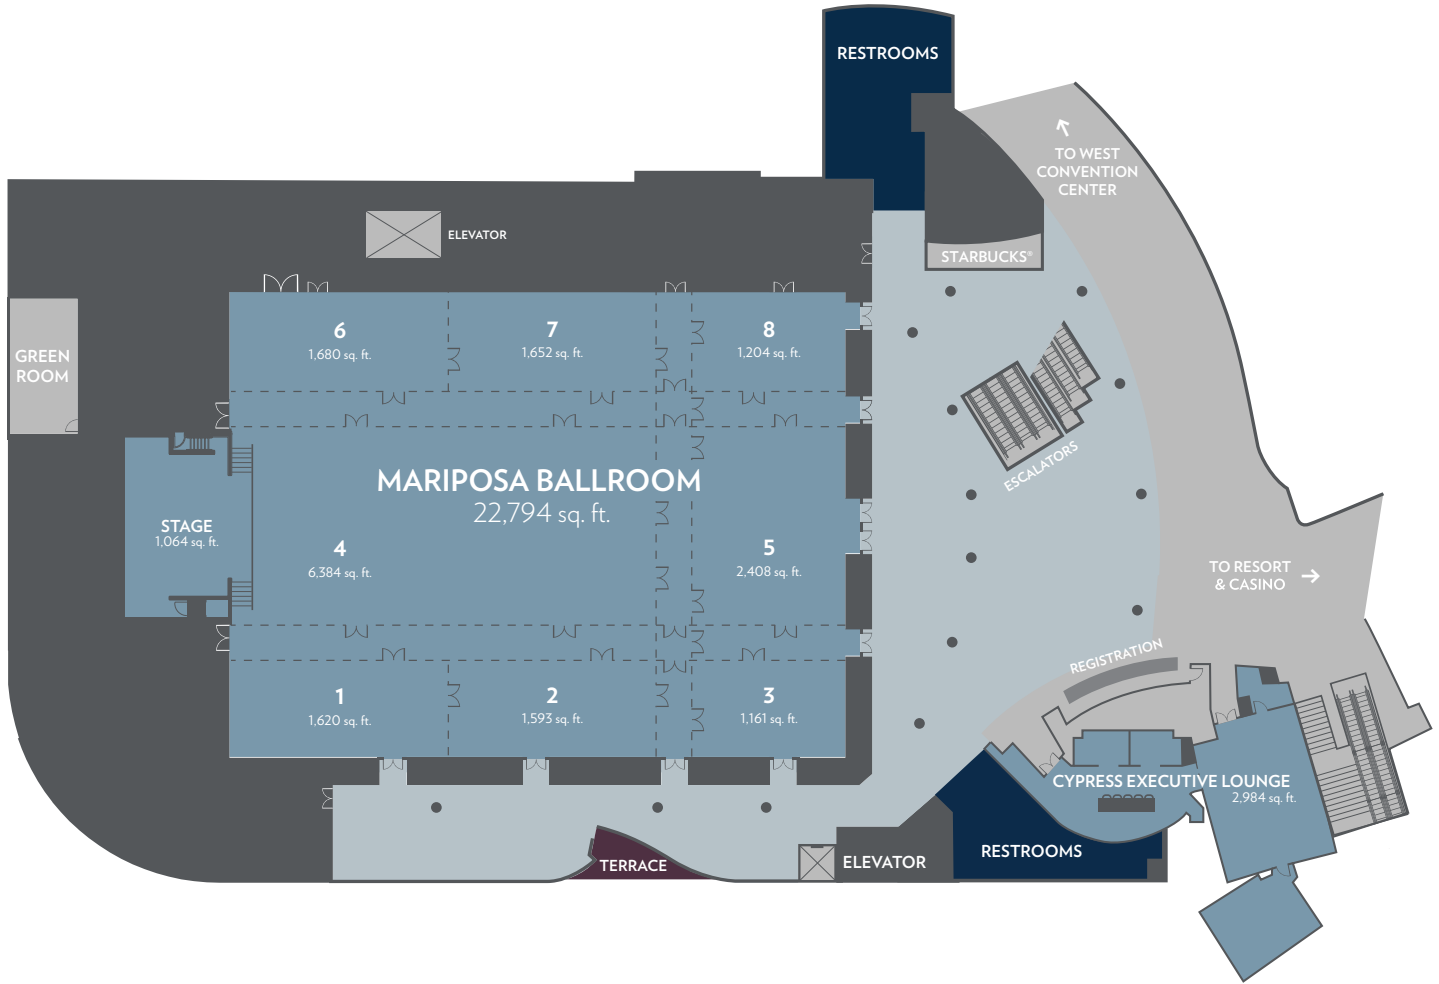 RESTROOMS
TO WEST
CONVENTION
CENTER
ELEVATOR
STARBUCKS®
GREEN
ROOM
6
1,680 sq. ft.
7
1,652 sq. ft.
8
1,204 sq. ft.
ESCALATORS
MARIPOSA BALLROOM
22,794 sq. ft.
STAGE
1,064 sq. ft.
4
6,384 sq. ft.
5
2,408 sq. ft.
TO RESORT
& CASINO
REGISTRATION
1
1,620 sq. ft.
2
1,593 sq. ft.
3
1,161 sq. ft.
CYPRESS EXECUTIVE LOUNGE
2,984 sq. ft.
TERRACE
ELEVATOR
RESTROOMS